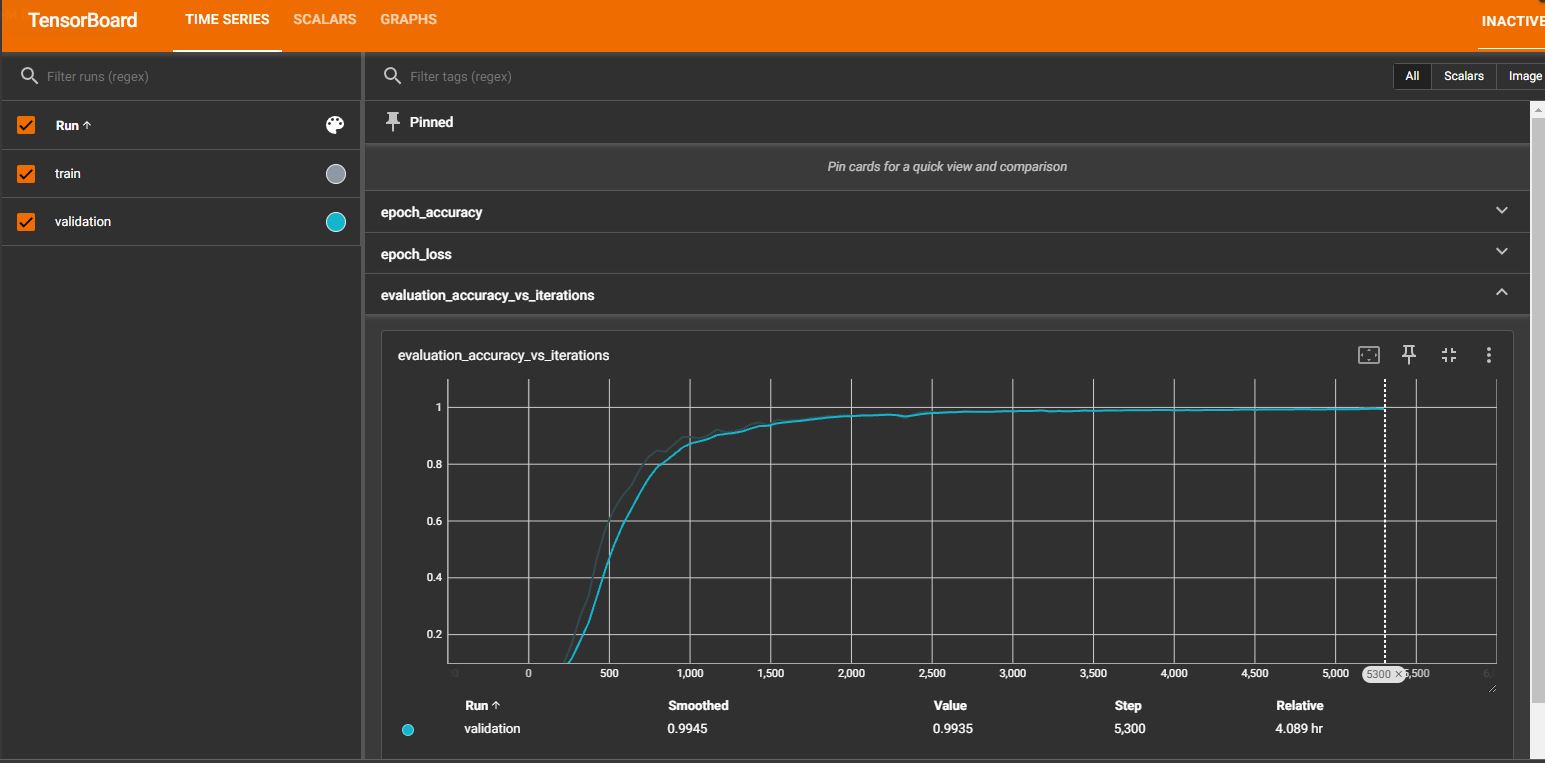 TensorBoard TIME SERIES SCALARS GRAPHS INACTIVE
Filter runs (regex)
Filter tags (regex)
All Scalars Image
Run
Pinned
train
Pin cards for a quick view and comparison
validation
epoch_accuracy
epoch_loss
evaluation_accuracy_vs_iterations
evaluation_accuracy_vs_iterations
1
0.8
0.6
0.4
0.2
0 500 1,000 1,500 2,000 2,500 3,000 3,500 4,000 4,500 5,000 5300 × 5,500
Run Smoothed Value Step Relative
validation 0.9945 0.9935 5,300 4.089 hr